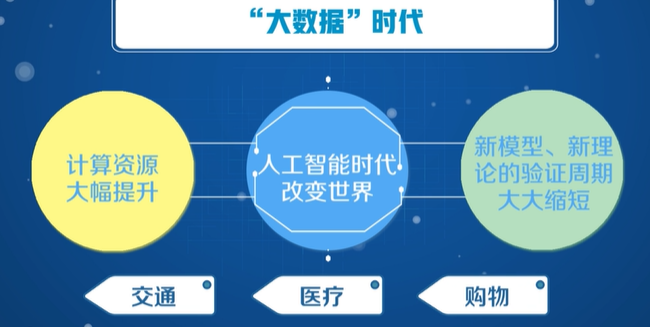 “大数据”时代
计算资源
大幅提升
人工智能时代
改变世界
新模型、新理
论的验证周期
大大缩短
交通
医疗
购物